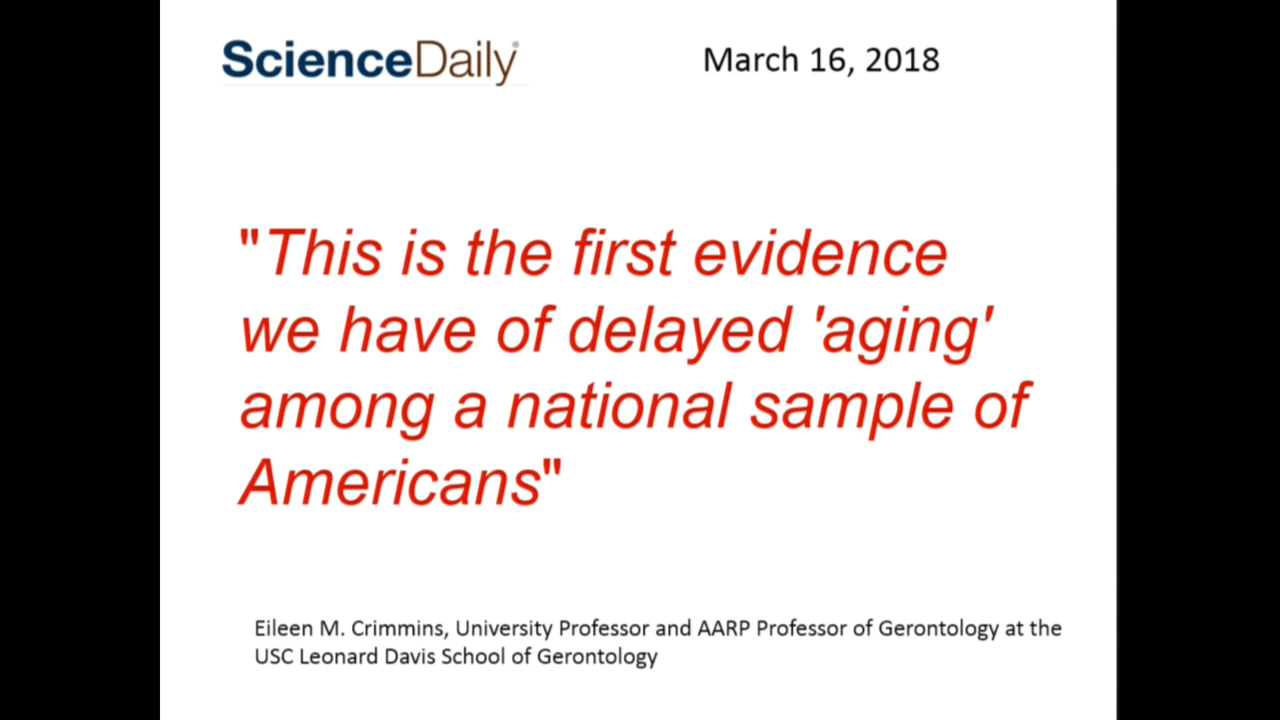 ScienceDaily®
March 16, 2018
"This is the first evidence
we have of delayed 'aging'
among a national sample of
Americans"
Eileen M. Crimmins, University Professor and AARP Professor of Gerontology at the
USC Leonard Davis School of Gerontology